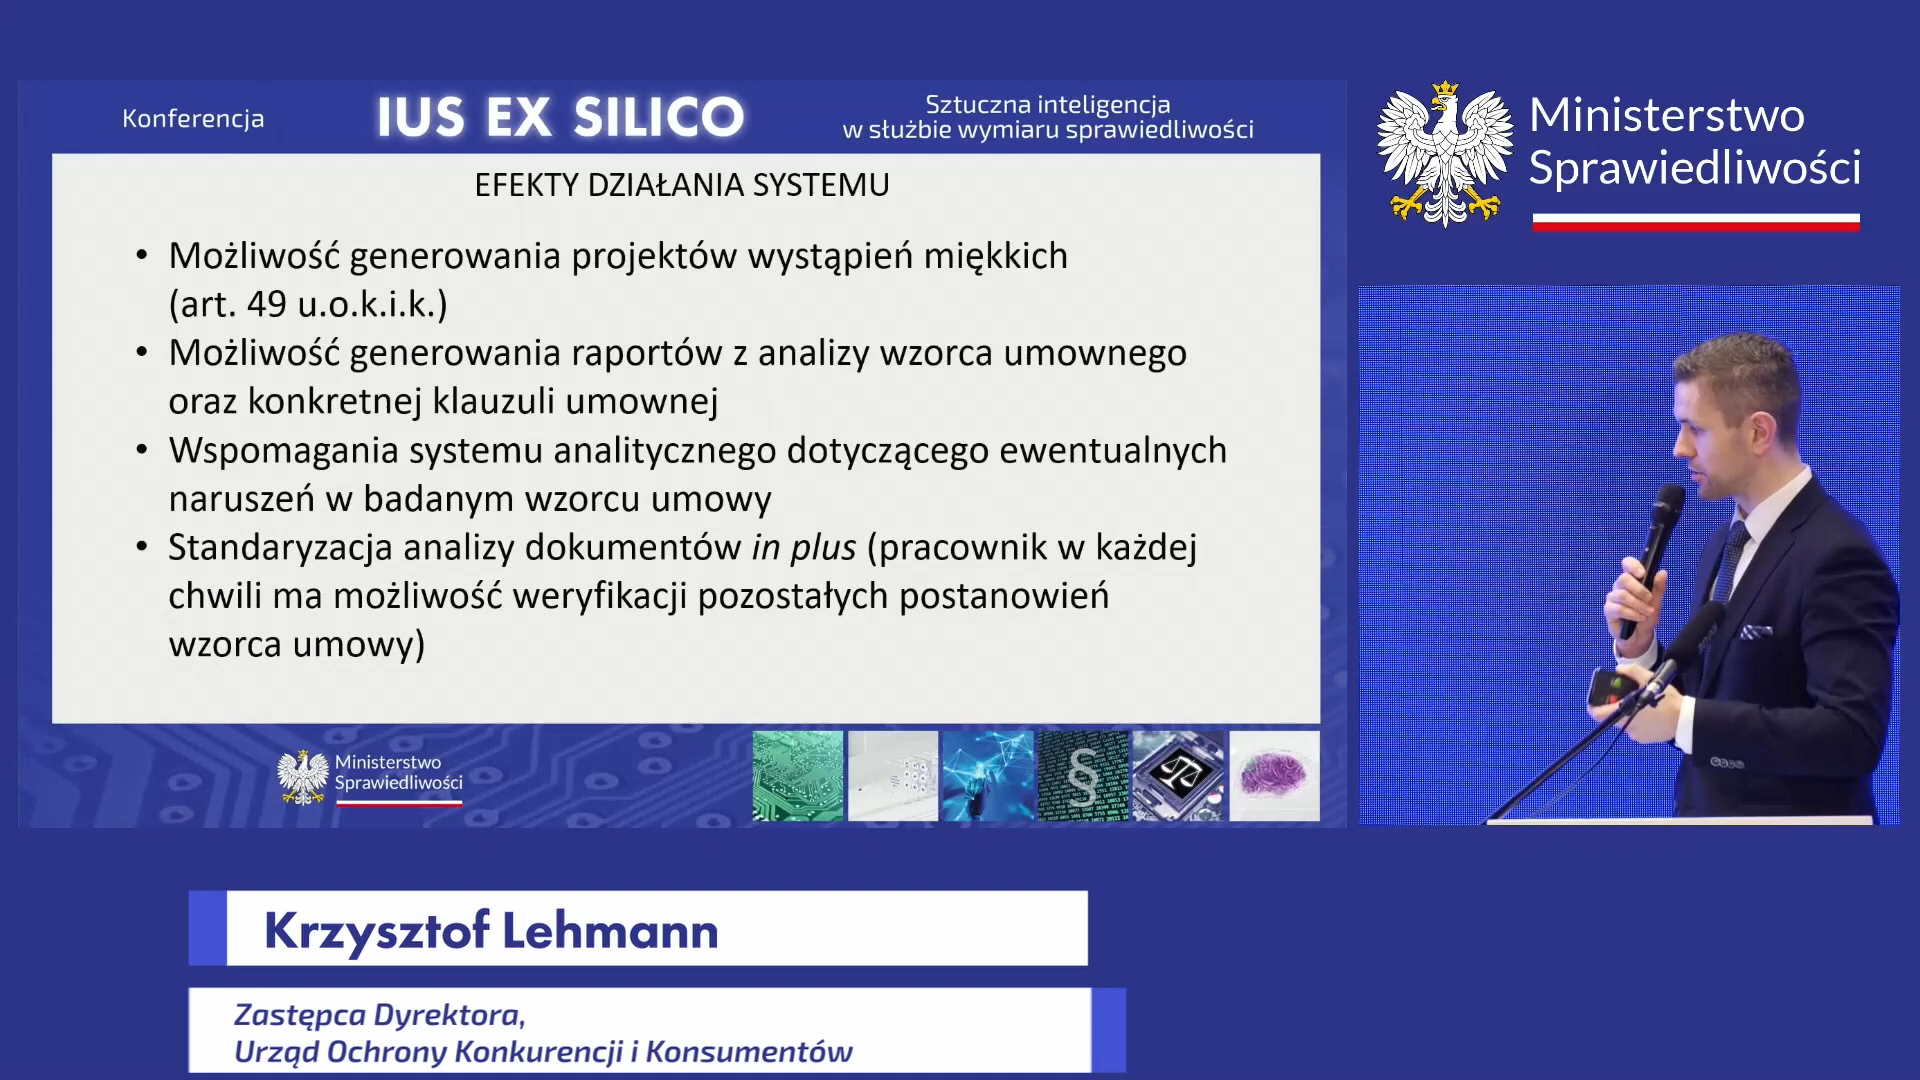 Konferencja
IUS EX SILICO
Sztuczna inteligencja
w służbie wymiaru sprawiedliwości
EFEKTY DZIAŁANIA SYSTEMU
• Możliwość generowania projektów wystąpień miękkich
(art. 49 u.o.k.i.k.)
• Możliwość generowania raportów z analizy wzorca umownego
oraz konkretnej klauzuli umownej
• Wspomagania systemu analitycznego dotyczącego ewentualnych
naruszeń w badanym wzorcu umowy
• Standaryzacja analizy dokumentów in plus (pracownik w każdej
chwili ma możliwość weryfikacji pozostałych postanowień
wzorca umowy)
Ministerstwo
Sprawiedliwości
§
Ministerstwo
Sprawiedliwości
Krzysztof Lehmann
Zastępca Dyrektora,
Urząd Ochrony Konkurencji i Konsumentów